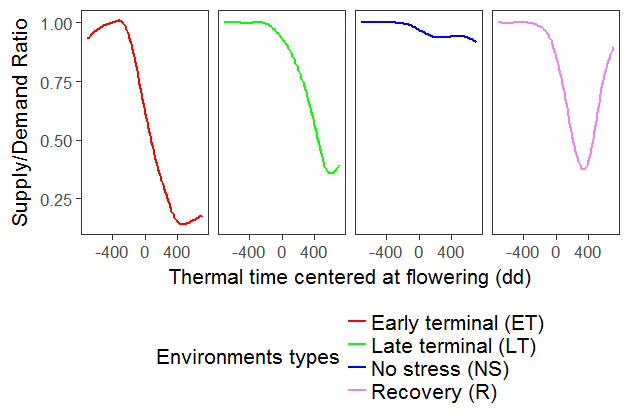 Supply/Demand Ratio
1.00
0.75
0.50
0.25
-400 0 400 -400 0 400 -400 0 400 -400 0 400
Thermal time centered at flowering (dd)
Environments types
Early terminal (ET)
Late terminal (LT)
No stress (NS)
Recovery (R)